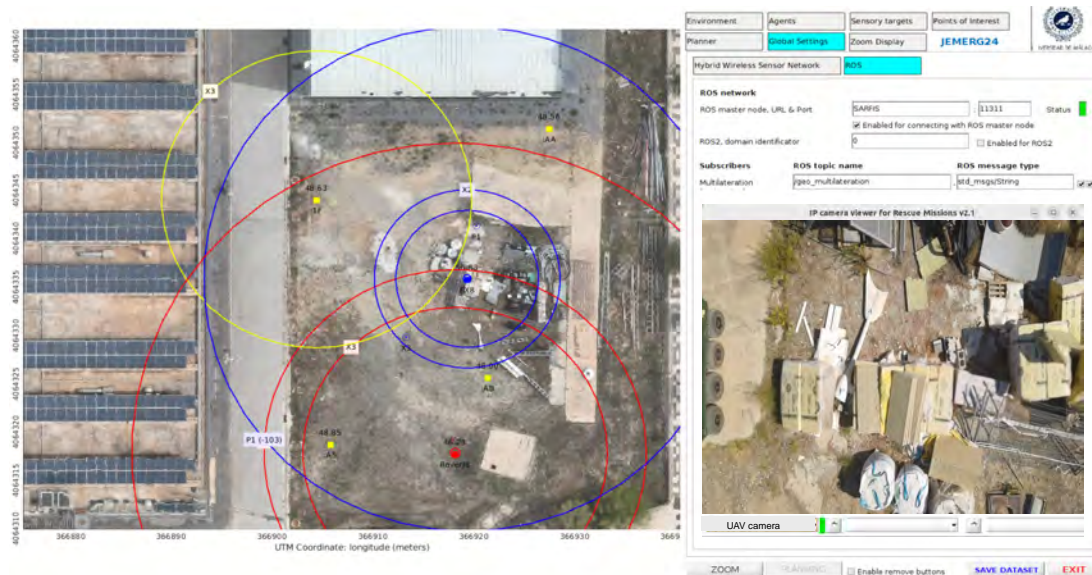 Environment
Agents
Sensory targets
Points of Interest
Planner
Global Settings
Zoom Display
JEMERG24
Hybrid Wireless Sensor Network
ROS
ROS network
ROS master node, URL & Port
SARFIS
11311
Status
Enabled for connecting with ROS master node
ROS2, domain identificator
0
Enabled for ROS2
Subscribers
ROS topic name
ROS message type
Multilateration
/geo_multilateration
std_msgs/String
IP camera viewer for Rescue Missions v2.1
UAV camera
ZOOM
PLANNING
Enable remove buttons
SAVE DATASET
EXIT
4064360
4064355
4064350
4064345
4064340
4064335
4064330
4064325
4064320
4064315
4064310
366880
366890
366900
366910
366920
366930
UTM Coordinate: longitude (meters)
X3
X2
X3
P1 (-103)
48.56
AA
48.63
48.85